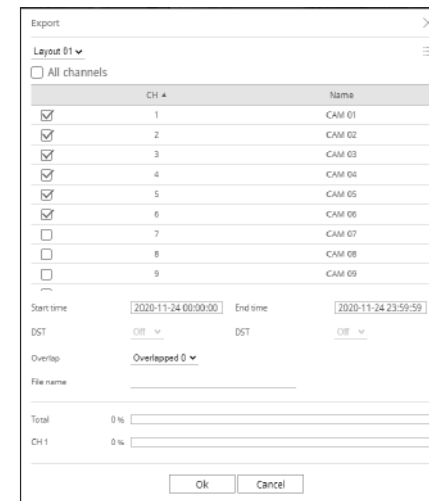 Export
Layout 01
All channels
CH Name
1 CAM 01
2 CAM 02
3 CAM 03
4 CAM 04
5 CAM 05
6 CAM 06
7 CAM 07
8 CAM 08
9 CAM 09
Start time 2020-11-24 00:00:00 End time 2020-11-24 23:59:59
DST Off DST Off
Overlap Overlapped 0
File name
Total 0 %
CH 1 0 %
Ok Cancel